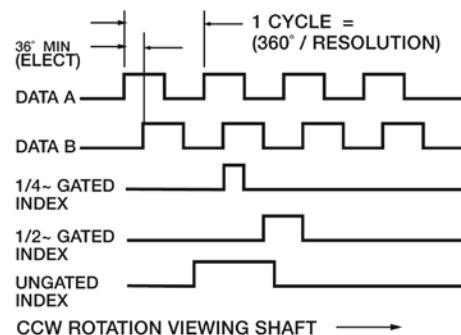 1 CYCLE =
(360° / RESOLUTION)
36° MIN
(ELECT)
DATA A
DATA B
1/4~ GATED
INDEX
1/2~ GATED
INDEX
UNGATED
INDEX
CCW ROTATION VIEWING SHAFT